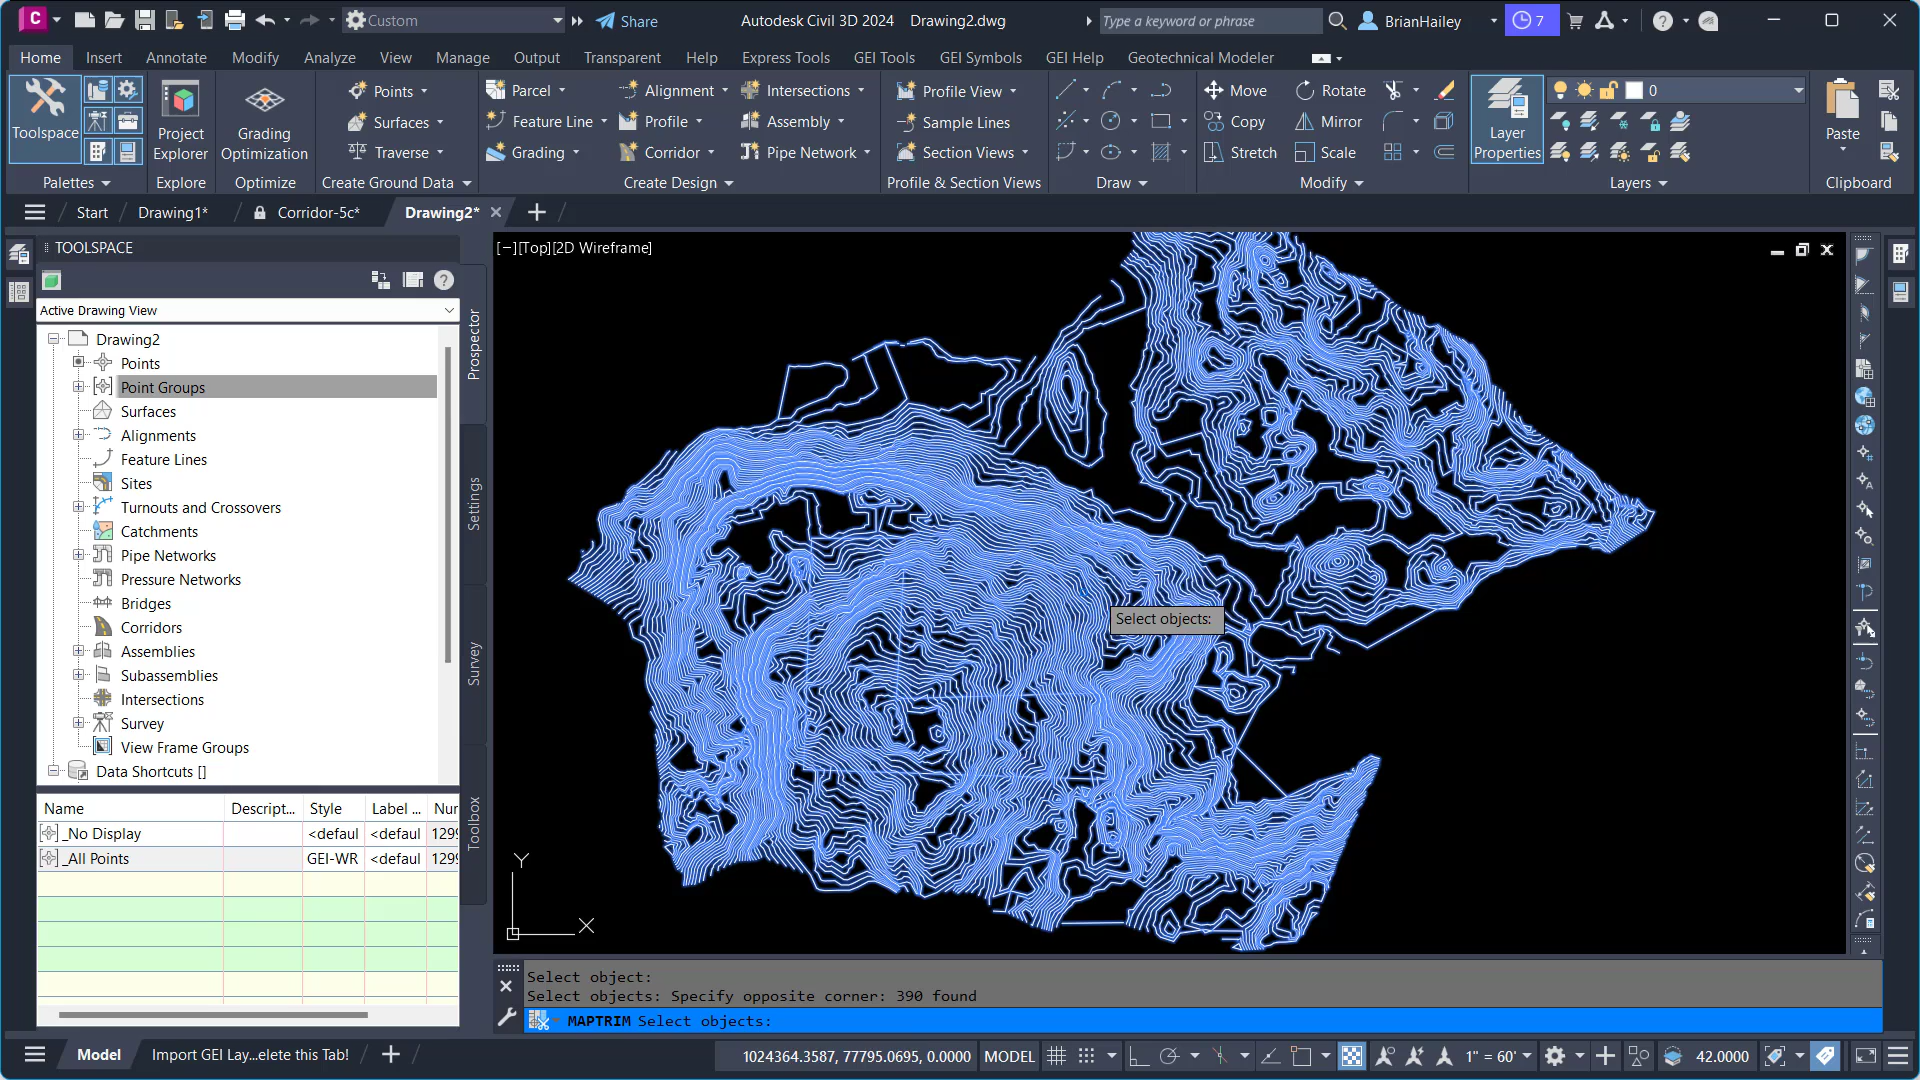 C Custom Share Autodesk Civil 3D 2024 Drawing2.dwg Type a keyword or phrase BrianHailey 7
Home Insert Annotate Modify Analyze View Manage Output Transparent Help Express Tools GEI Tools GEI Symbols GEI Help Geotechnical Modeler
Points Parcel Alignment Intersections Profile View Move Rotate 0
Toolspace Project Explorer Grading Optimization Surfaces Feature Line Profile Assembly Sample Lines Copy Mirror Layer Properties Paste
Traverse Grading Corridor Pipe Network Section Views Stretch Scale
Palettes Explore Optimize Create Ground Data Create Design Profile & Section Views Draw Modify Layers Clipboard
Start Drawing1* Corridor-5c* Drawing2*
TOOLSPACE
[−][Top][2D Wireframe]
Active Drawing View
Prospector
Settings
Survey
Toolbox
Drawing2
Points
Point Groups
Surfaces
Alignments
Feature Lines
Sites
Turnouts and Crossovers
Catchments
Pipe Networks
Pressure Networks
Bridges
Corridors
Assemblies
Subassemblies
Intersections
Survey
View Frame Groups
Data Shortcuts []
Select objects:
Name Descript... Style Label ... Nur
_No Display <defaul <defaul 129
_All Points GEI-WR <defaul 129
Y
X
Select object:
Select objects: Specify opposite corner: 390 found
MAPTRIM Select objects:
Model Import GEI Lay...elete this Tab! 1024364.3587, 77795.0695, 0.0000 MODEL 1" = 60' 42.0000